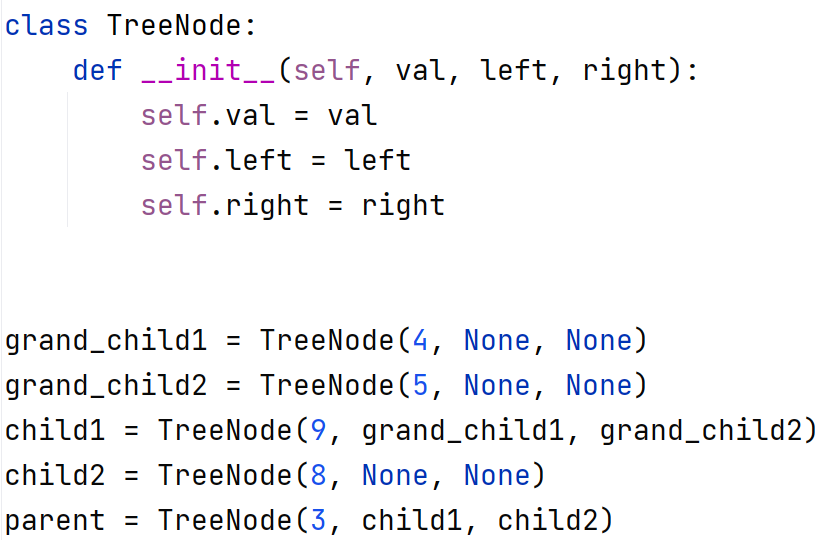 class TreeNode:
    def __init__(self, val, left, right):
        self.val = val
        self.left = left
        self.right = right
grand_child1 = TreeNode(4, None, None)
grand_child2 = TreeNode(5, None, None)
child1 = TreeNode(9, grand_child1, grand_child2)
child2 = TreeNode(8, None, None)
parent = TreeNode(3, child1, child2)